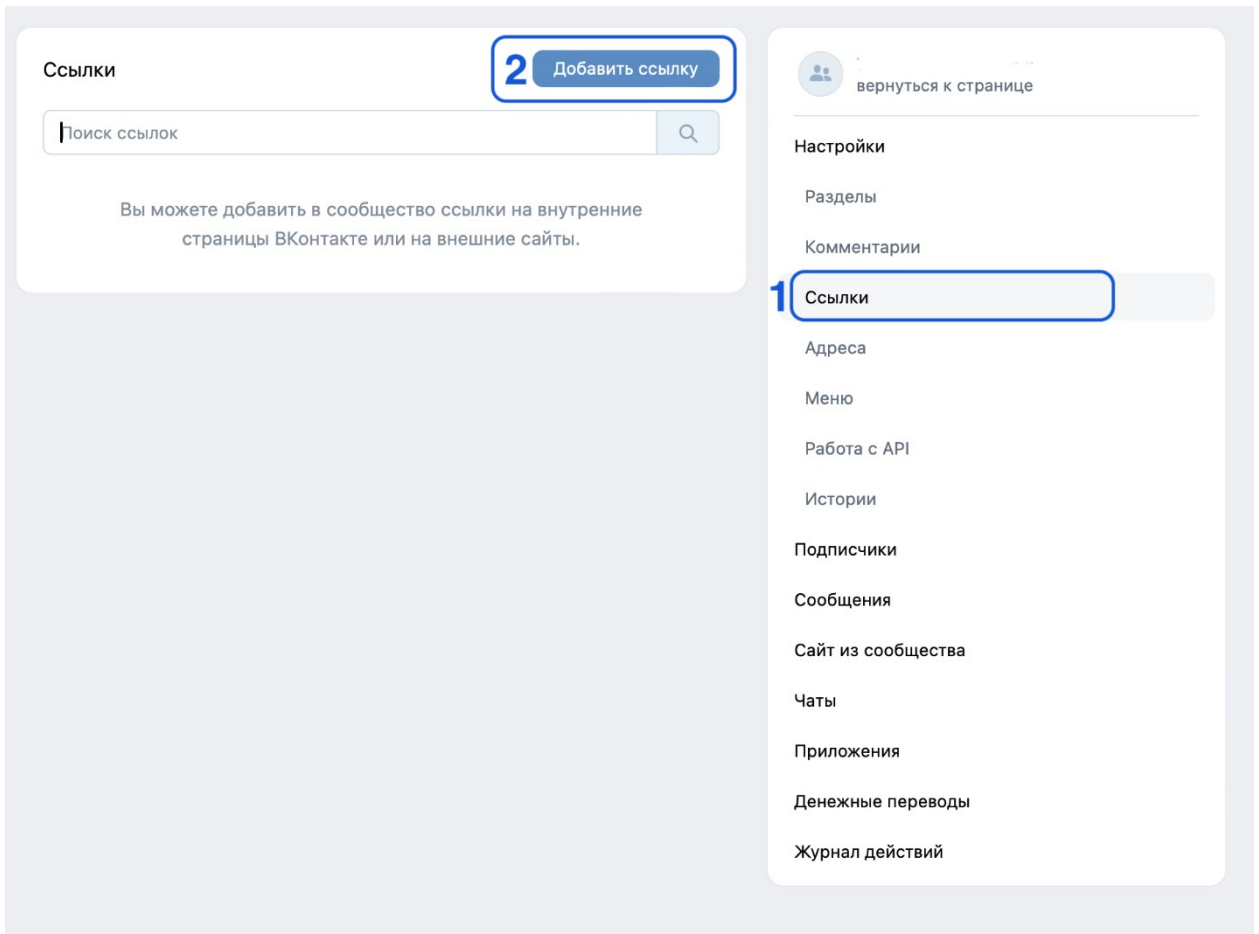 Ссылки
2 Добавить ссылку
Поиск ссылок
Вы можете добавить в сообщество ссылки на внутренние
страницы ВКонтакте или на внешние сайты.
вернуться к странице
Настройки
Разделы
Комментарии
1 Ссылки
Адреса
Меню
Работа с API
Истории
Подписчики
Сообщения
Сайт из сообщества
Чаты
Приложения
Денежные переводы
Журнал действий